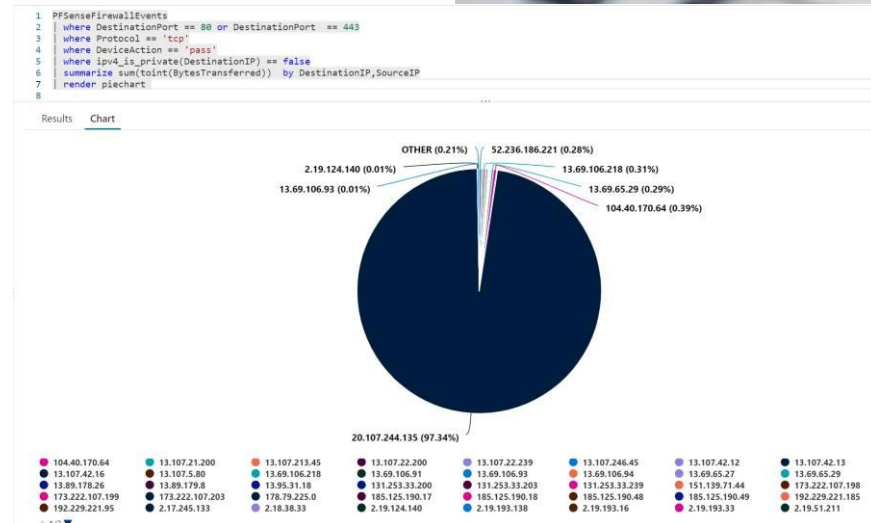 1 PFSenseFirewallEvents
2 | where DestinationPort == 80 or DestinationPort == 443
3 | where Protocol == 'tcp'
4 | where DeviceAction == 'pass'
5 | where ipv4_is_private(DestinationIP) == false
6 | summarize sum(toint(BytesTransferred)) by DestinationIP,SourceIP
7 | render piechart
8
...
Results Chart
OTHER (0.21%) 52.236.186.221 (0.28%)
2.19.124.140 (0.01%) 13.69.106.218 (0.31%)
13.69.106.93 (0.01%) 13.69.65.29 (0.29%)
104.40.170.64 (0.39%)
20.107.244.135 (97.34%)
104.40.170.64 13.107.21.200 13.107.213.45 13.107.22.200 13.107.22.239 13.107.246.45 13.107.42.12 13.107.42.13
13.107.42.16 13.107.5.80 13.69.106.218 13.69.106.91 13.69.106.93 13.69.106.94 13.69.65.27 13.69.65.29
13.89.178.26 13.89.179.8 13.95.31.18 131.253.33.200 131.253.33.203 131.253.33.239 151.139.71.44 173.222.107.198
173.222.107.199 173.222.107.203 178.79.225.0 185.125.190.17 185.125.190.18 185.125.190.48 185.125.190.49 192.229.221.185
192.229.221.95 2.17.245.133 2.18.38.33 2.19.124.140 2.19.193.138 2.19.193.16 2.19.193.33 2.19.51.211